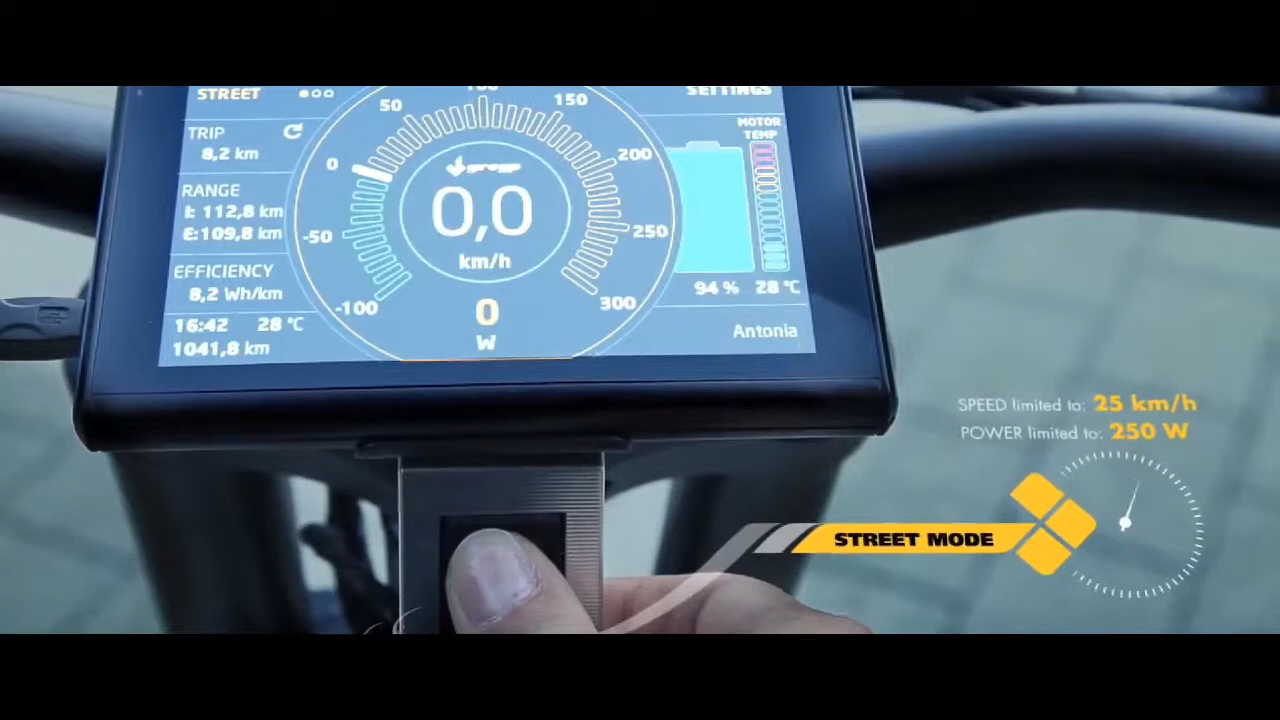 STREET
SETTINGS
TRIP
8,2 km
RANGE
I: 112,8 km
E: 109,8 km
EFFICIENCY
8,2 Wh/km
16:42 28 °C
1041,8 km
-100
-50
0
50
100
150
200
250
300
greyp
0,0
km/h
0
W
MOTOR
TEMP
94 % 28 °C
Antonia
SPEED limited to: 25 km/h
POWER limited to: 250 W
STREET MODE